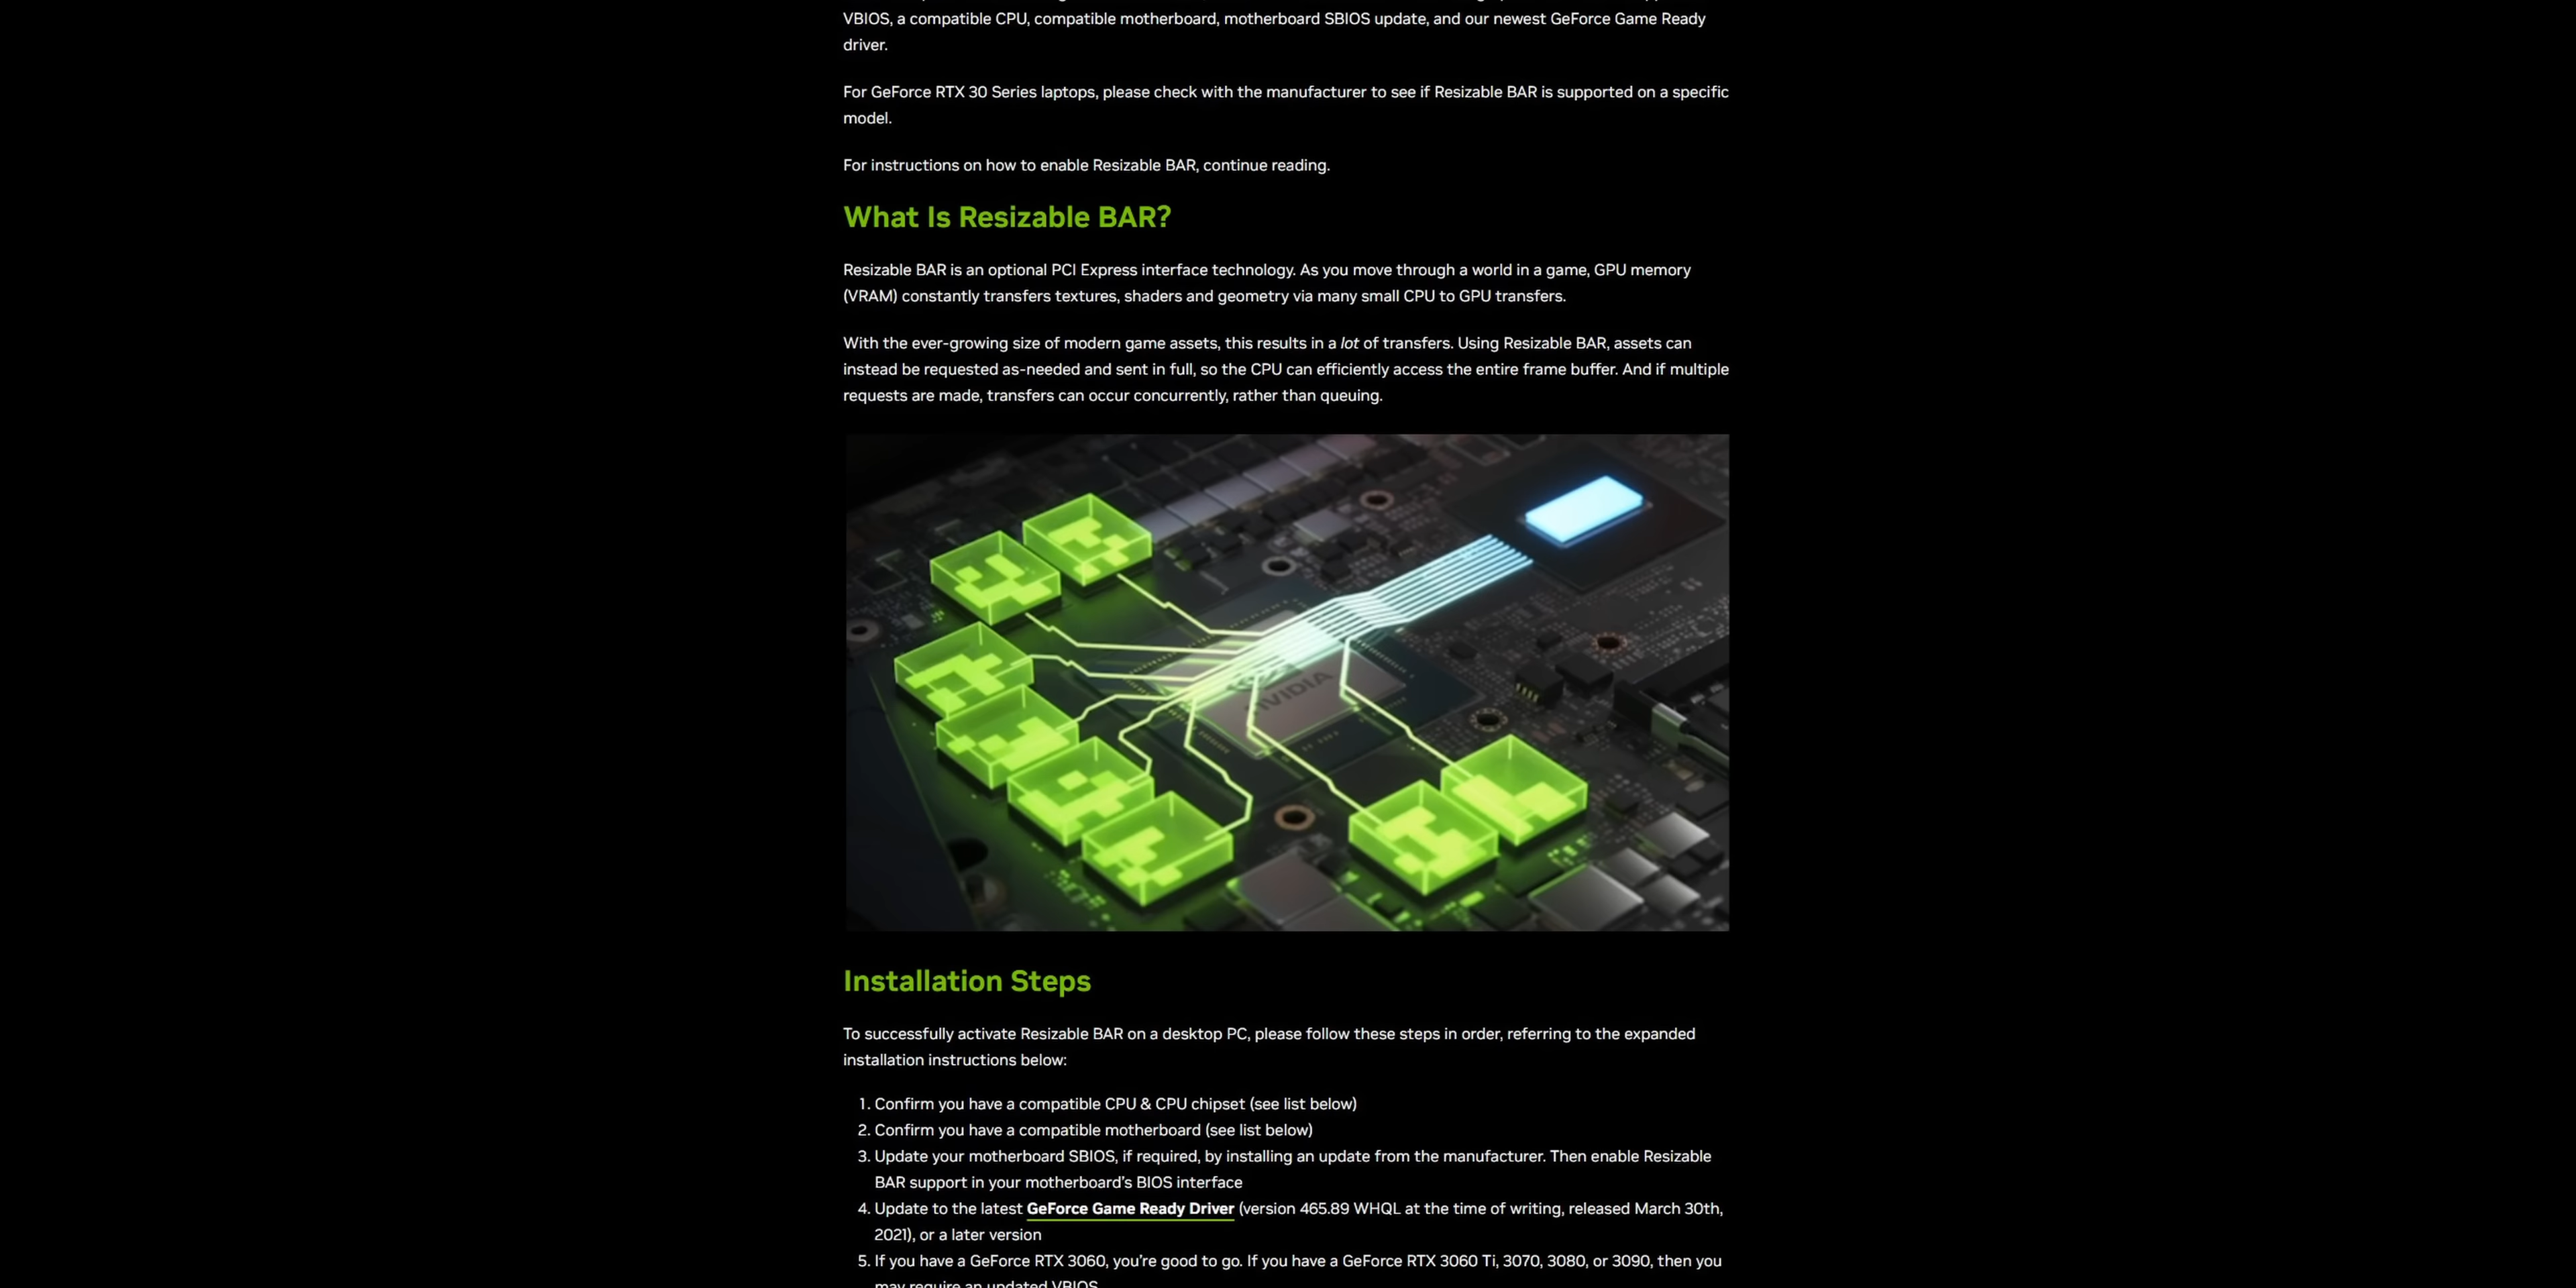 VBIOS, a compatible CPU, compatible motherboard, motherboard SBIOS update, and our newest GeForce Game Ready
driver.
For GeForce RTX 30 Series laptops, please check with the manufacturer to see if Resizable BAR is supported on a specific
model.
For instructions on how to enable Resizable BAR, continue reading.
What Is Resizable BAR?
Resizable BAR is an optional PCI Express interface technology. As you move through a world in a game, GPU memory
(VRAM) constantly transfers textures, shaders and geometry via many small CPU to GPU transfers.
With the ever-growing size of modern game assets, this results in a lot of transfers. Using Resizable BAR, assets can
instead be requested as-needed and sent in full, so the CPU can efficiently access the entire frame buffer. And if multiple
requests are made, transfers can occur concurrently, rather than queuing.
NVIDIA
Installation Steps
To successfully activate Resizable BAR on a desktop PC, please follow these steps in order, referring to the expanded
installation instructions below:
1. Confirm you have a compatible CPU & CPU chipset (see list below)
2. Confirm you have a compatible motherboard (see list below)
3. Update your motherboard SBIOS, if required, by installing an update from the manufacturer. Then enable Resizable
BAR support in your motherboard's BIOS interface
4. Update to the latest GeForce Game Ready Driver (version 465.89 WHQL at the time of writing, released March 30th,
2021), or a later version
5. If you have a GeForce RTX 3060, you're good to go. If you have a GeForce RTX 3060 Ti, 3070, 3080, or 3090, then you
may require an updated VBIOS